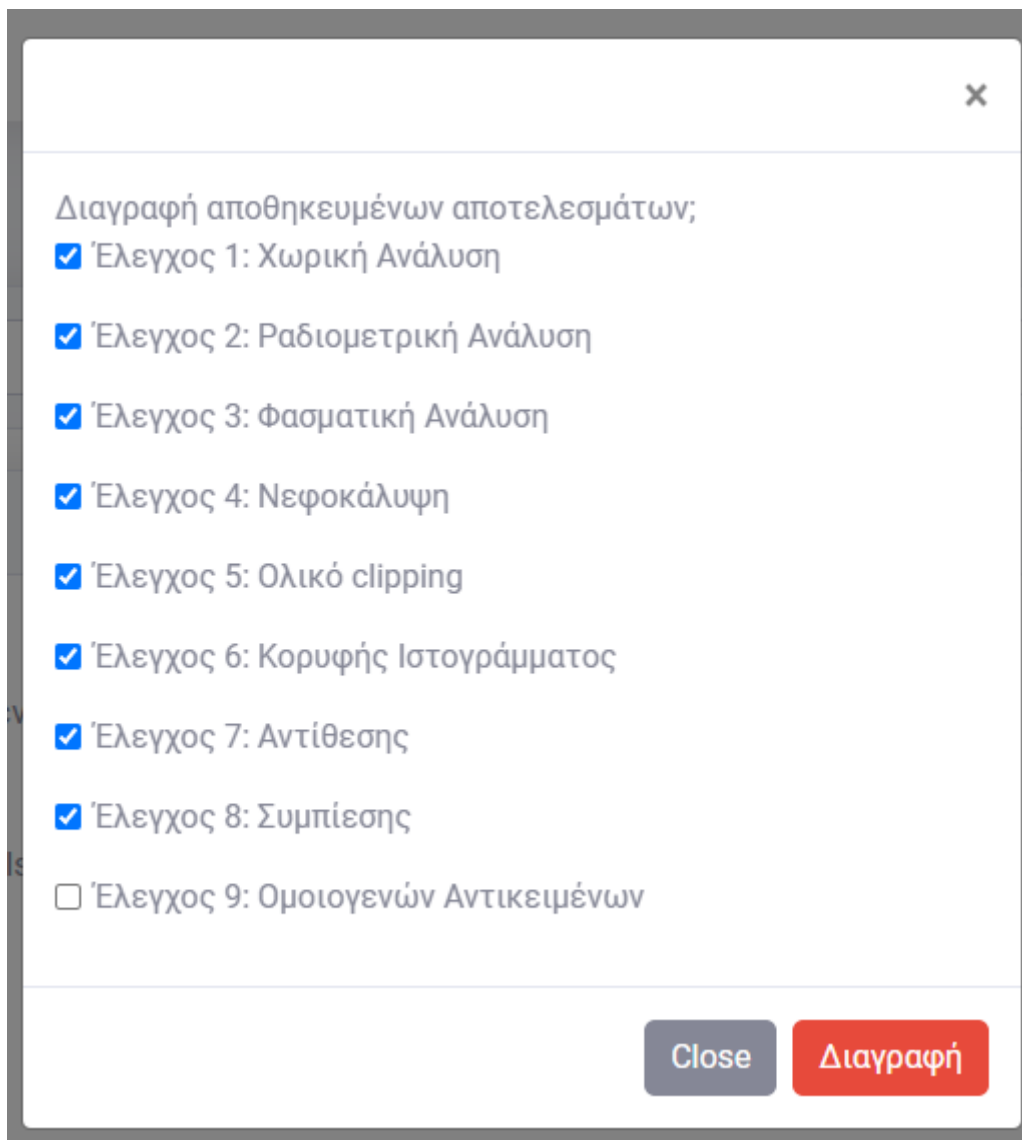 ×
Διαγραφή αποθηκευμένων αποτελεσμάτων;
Έλεγχος 1: Χωρική Ανάλυση
Έλεγχος 2: Ραδιομετρική Ανάλυση
Έλεγχος 3: Φασματική Ανάλυση
Έλεγχος 4: Νεφοκάλυψη
Έλεγχος 5: Ολικό clipping
Έλεγχος 6: Κορυφής Ιστογράμματος
Έλεγχος 7: Αντίθεσης
Έλεγχος 8: Συμπίεσης
Έλεγχος 9: Ομοιογενών Αντικειμένων
Close Διαγραφή